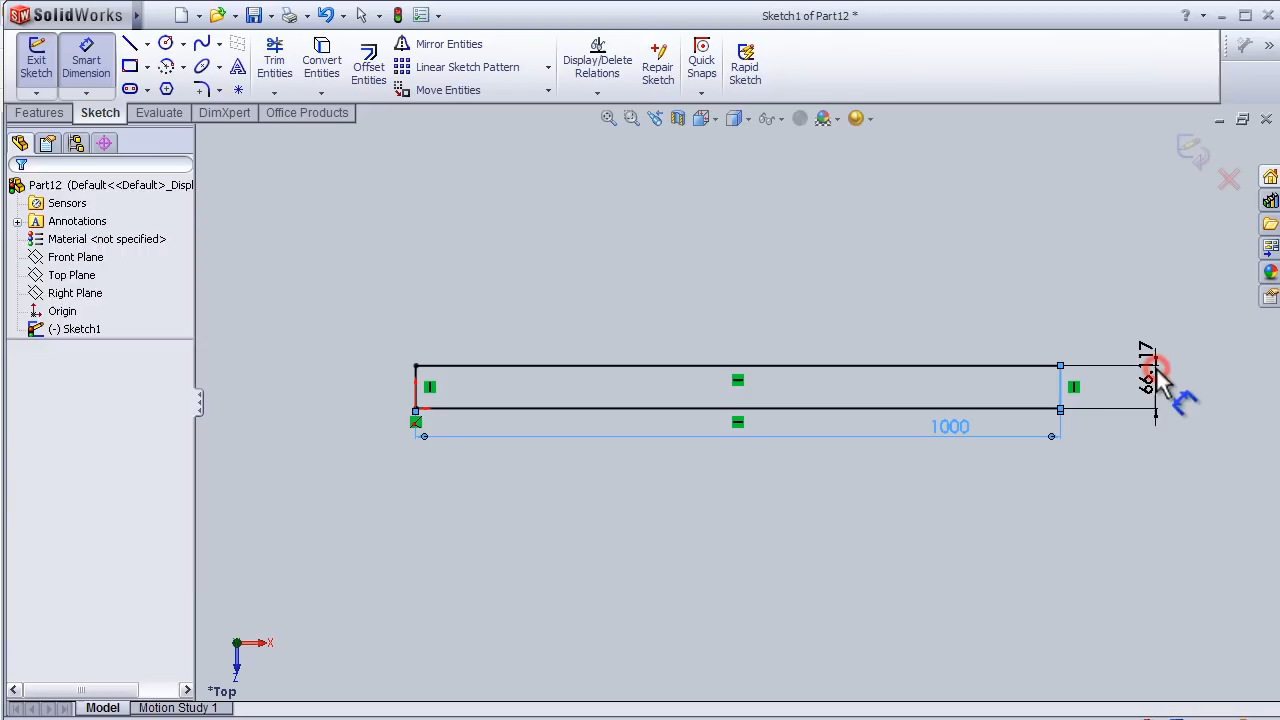 SW SolidWorks
Sketch1 of Part12 *
Exit Sketch
Smart Dimension
Trim Entities
Convert Entities
Offset Entities
Mirror Entities
Linear Sketch Pattern
Move Entities
Display/Delete Relations
Repair Sketch
Quick Snaps
Rapid Sketch
Features
Sketch
Evaluate
DimXpert
Office Products
Part12 (Default<<Default>_Displ
Sensors
A Annotations
Material <not specified>
Front Plane
Top Plane
Right Plane
Origin
(-) Sketch1
66.17
1000
X
Z
*Top
Model
Motion Study 1